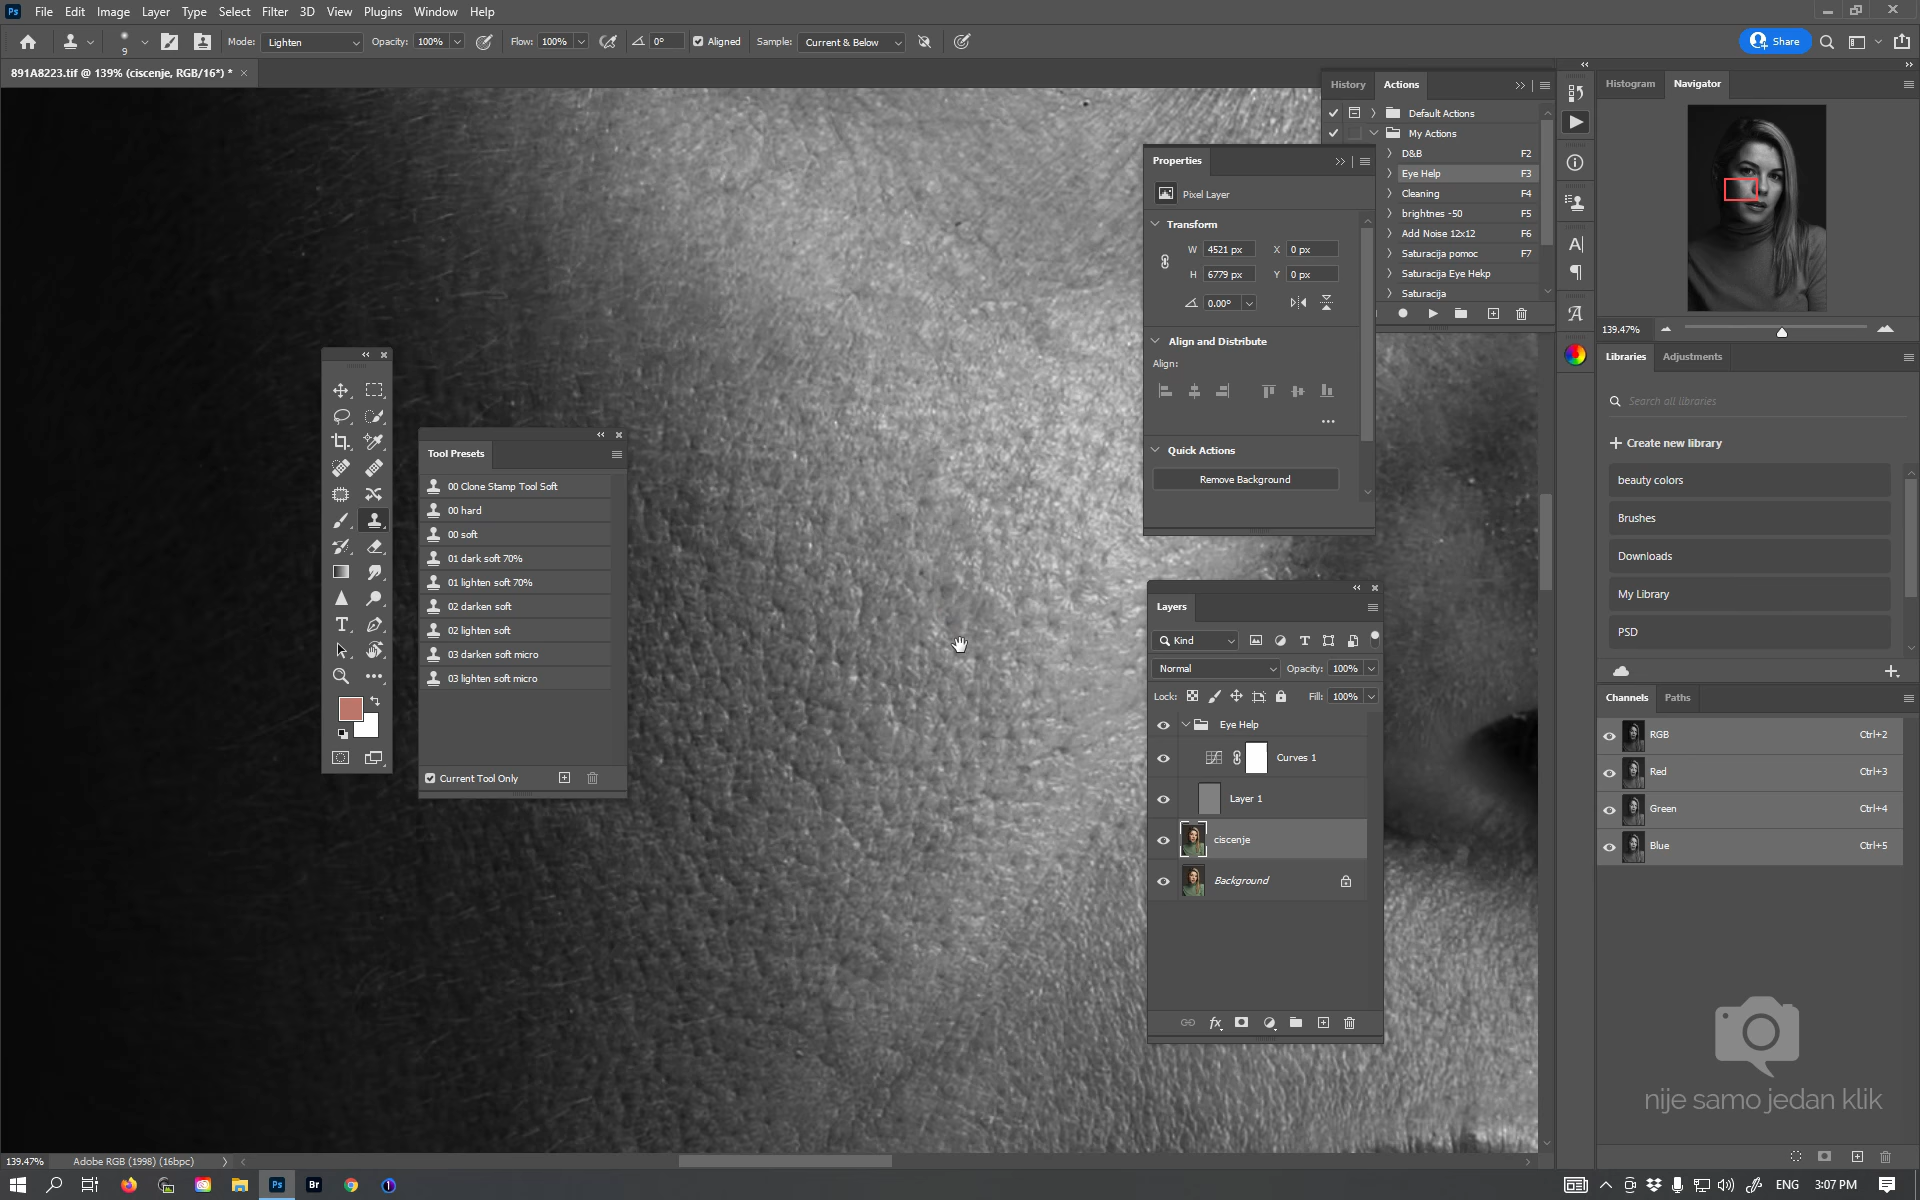 Ps File Edit Image Layer Type Select Filter 3D View Plugins Window Help
9 Mode: Lighten Opacity: 100% Flow: 100% 0° Aligned Sample: Current & Below Share
891A8223.tif @ 139% (ciscenje, RGB/16*) *
History Actions
Default Actions
My Actions
D&B F2
Eye Help F3
Cleaning F4
brightnes -50 F5
Add Noise 12x12 F6
Saturacija pomoc F7
Saturacija Eye Hekp
Saturacija
Properties
Pixel Layer
Transform
W 4521 px X 0 px
H 6779 px Y 0 px
0.00°
Align and Distribute
Align:
Quick Actions
Remove Background
Tool Presets
00 Clone Stamp Tool Soft
00 hard
00 soft
01 dark soft 70%
01 lighten soft 70%
02 darken soft
02 lighten soft
03 darken soft micro
03 lighten soft micro
Current Tool Only
Layers
Kind
Normal Opacity: 100%
Lock: Fill: 100%
Eye Help
Curves 1
Layer 1
ciscenje
Background
Histogram Navigator
139.47%
Libraries Adjustments
Search all libraries
Create new library
beauty colors
Brushes
Downloads
My Library
PSD
Channels Paths
RGB Ctrl+2
Red Ctrl+3
Green Ctrl+4
Blue Ctrl+5
nije samo jedan klik
139.47% Adobe RGB (1998) (16bpc)
Ps Br ENG 3:07 PM